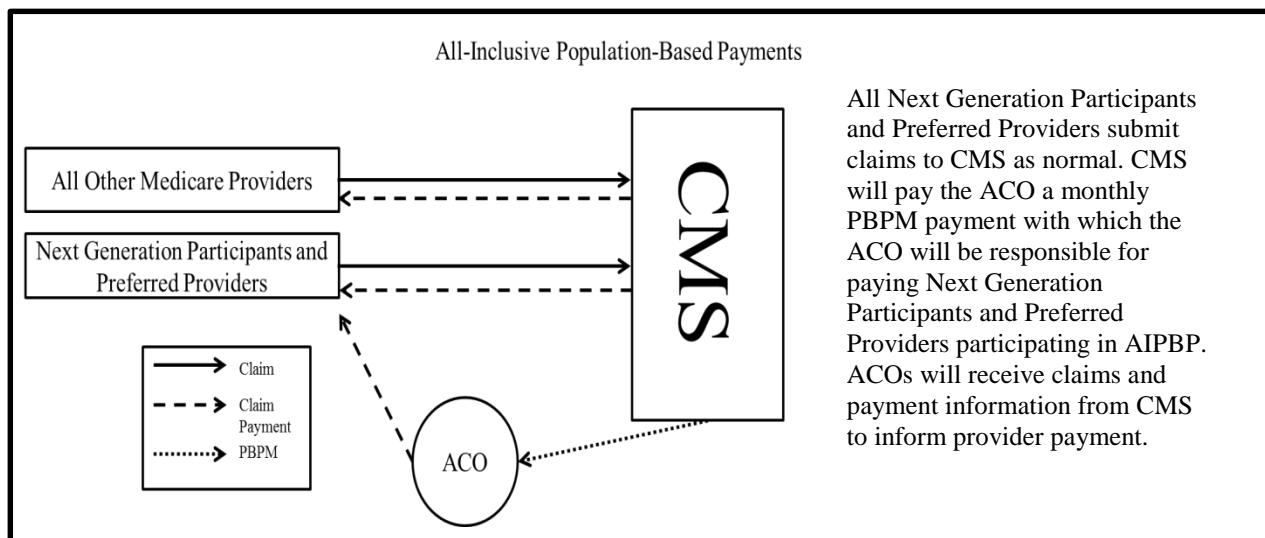 All-Inclusive Population-Based Payments
All Other Medicare Providers
Next Generation Participants and
Preferred Providers
CMS
Claim
Claim
Payment
PBPM
ACO
All Next Generation Participants
and Preferred Providers submit
claims to CMS as normal. CMS
will pay the ACO a monthly
PBPM payment with which the
ACO will be responsible for
paying Next Generation
Participants and Preferred
Providers participating in AIPBP.
ACOs will receive claims and
payment information from CMS
to inform provider payment.